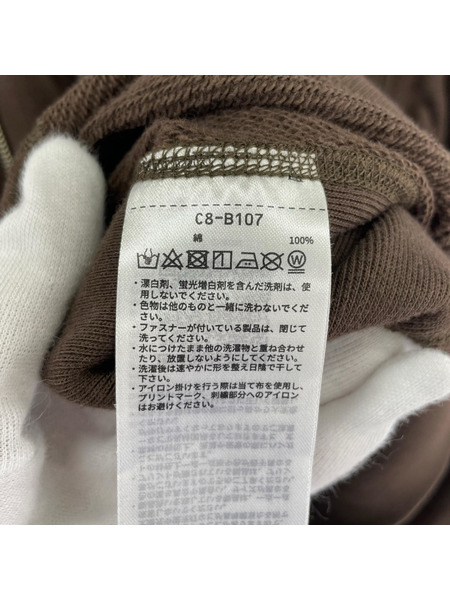 C8-B107
綿 100%
W
・漂白剤、蛍光増白剤を含んだ洗剤は、使
用しないでください。
・色物は他のものと一緒に洗わないでくだ
さい。
・ファスナーが付いている製品は、閉じて
洗ってください。
・水につけたまま他の洗濯物と重ね合わせ
たり、放置しないようにしてください。
・洗濯後は速やかに形を整え日陰で干して
下さい。
・アイロン掛けを行う際は当て布を使用し、
プリントマーク、刺繍部分へのアイロン
はお避けください。